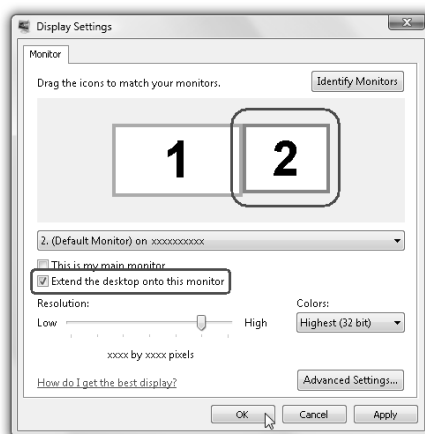 Display Settings
Monitor
Drag the icons to match your monitors.
Identify Monitors
1
2
2. (Default Monitor) on xxxxxxxxxx
This is my main monitor
Extend the desktop onto this monitor
Resolution:
Colors:
Low
High
Highest (32 bit)
xxxx by xxxx pixels
How do I get the best display?
Advanced Settings...
OK
Cancel
Apply